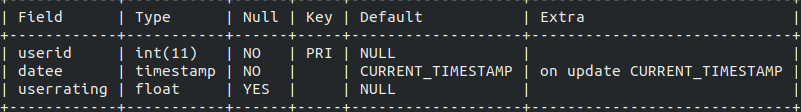 | Field | Type | Null | Key | Default | Extra |
+------------+-----------+------+-----+-------------------+-----------------------------+
| userid | int(11) | NO | PRI | NULL | |
| datee | timestamp | NO | | CURRENT_TIMESTAMP | on update CURRENT_TIMESTAMP |
| userrating | float | YES | | NULL | |
+------------+-----------+------+-----+-------------------+-----------------------------+